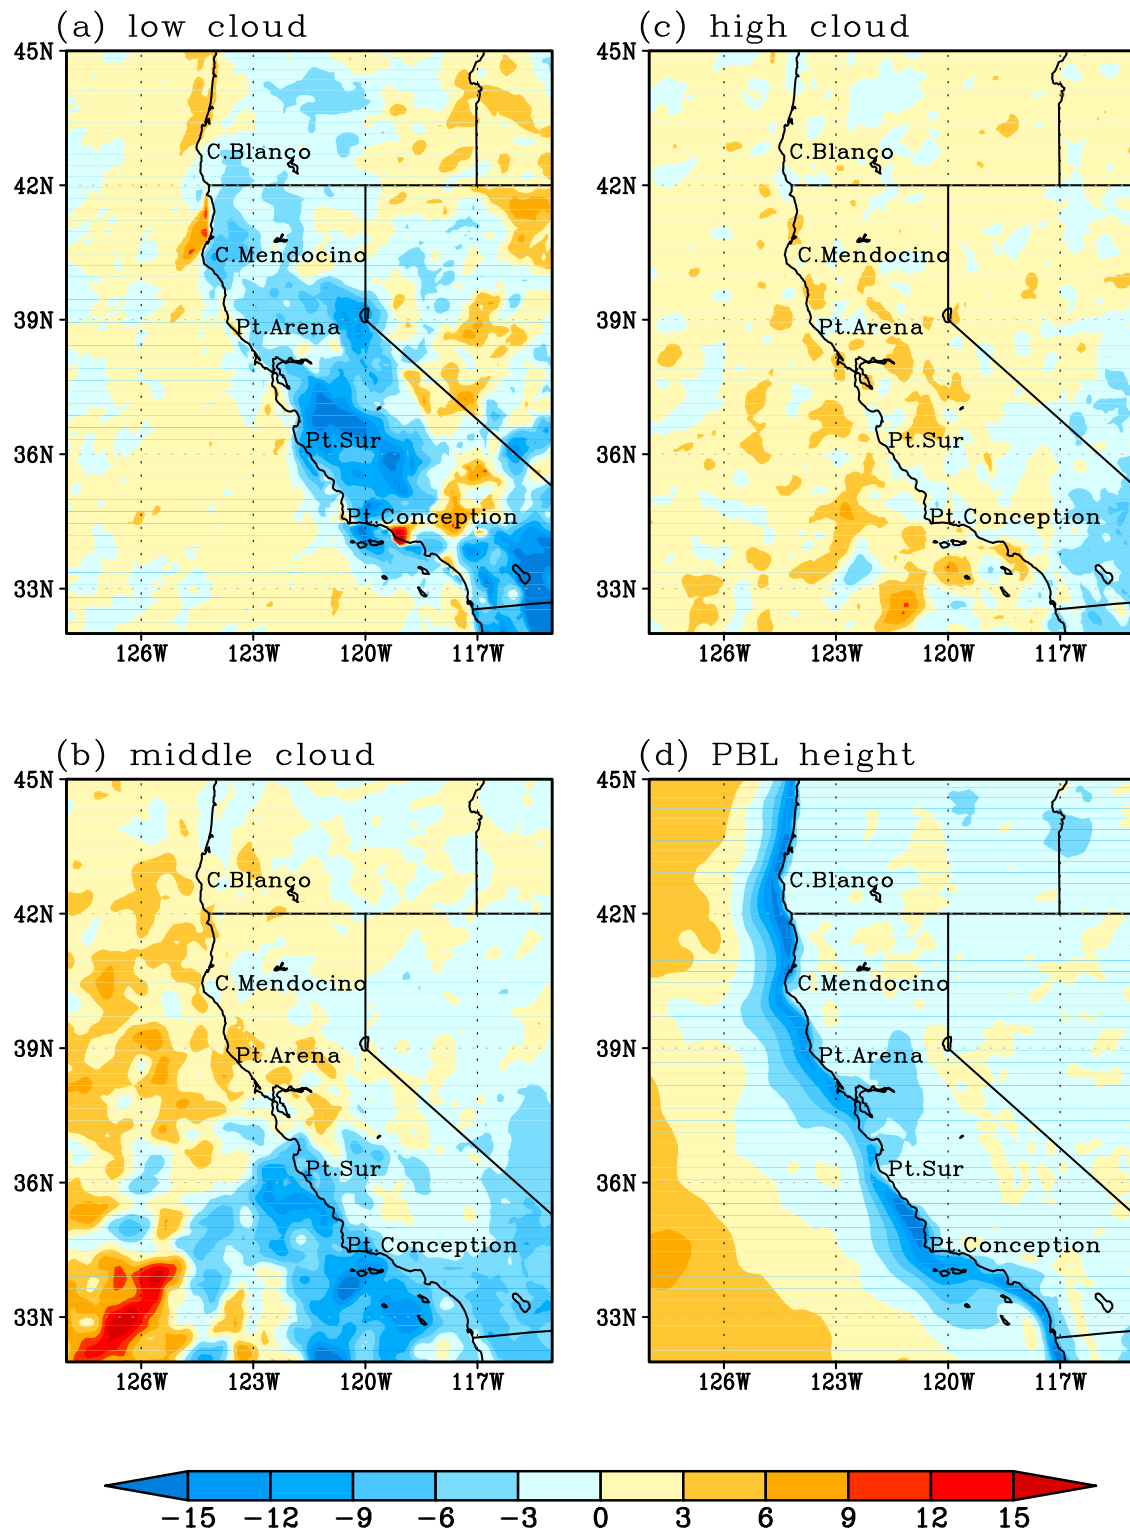 (a) low cloud
(c) high cloud
45N
42N
39N
36N
33N
126W 123W 120W 117W
C.Blanco
C.Mendocino
Pt.Arena
Pt.Sur
Pt.Conception
45N
42N
39N
36N
33N
126W 123W 120W 117W
C.Blanco
C.Mendocino
Pt.Arena
Pt.Sur
Pt.Conception
(b) middle cloud
(d) PBL height
45N
42N
39N
36N
33N
126W 123W 120W 117W
C.Blanco
C.Mendocino
Pt.Arena
Pt.Sur
Pt.Conception
45N
42N
39N
36N
33N
126W 123W 120W 117W
C.Blanco
C.Mendocino
Pt.Arena
Pt.Sur
Pt.Conception
−15 −12 −9 −6 −3 0 3 6 9 12 15